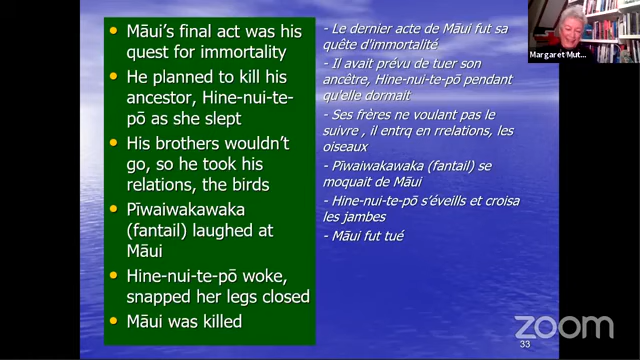 Māui's final act was his
quest for immortality
He planned to kill his
ancestor, Hine-nui-te-
pō as she slept
His brothers wouldn't
go, so he took his
relations, the birds
Pīwaiwakawaka
(fantail) laughed at
Māui
Hine-nui-te-pō woke,
snapped her legs closed
Māui was killed
- Le dernier acte de Māui fut sa
quête d'immortalité
- Il avait prévu de tuer son
ancêtre, Hine-nui-te-pō pendant
qu'elle dormait
- Ses frères ne voulant pas le
suivre , il entrq en rrelations, les
oiseaux
- Pīwaiwakawaka (fantail) se
moquait de Māui
- Hine-nui-te-pō s'éveills et croisa
les jambes
- Māui fut tué
Margaret Mut...
zoom
33